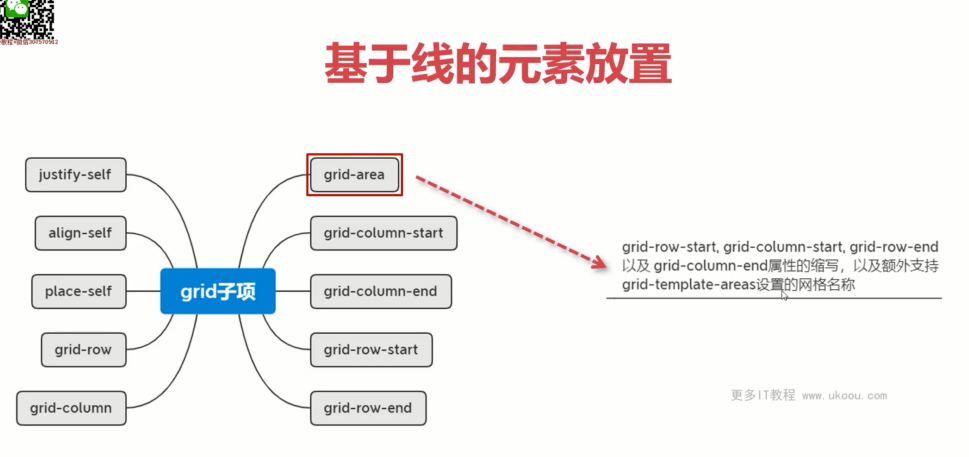 基于线的元素放置
justify-self
align-self
place-self
grid-row
grid-column
grid子项
grid-area
grid-column-start
grid-column-end
grid-row-start
grid-row-end
grid-row-start, grid-column-start, grid-row-end
以及 grid-column-end属性的缩写，以及额外支持
grid-template-areas设置的网格名称
更多IT教程 www.ukoou.com